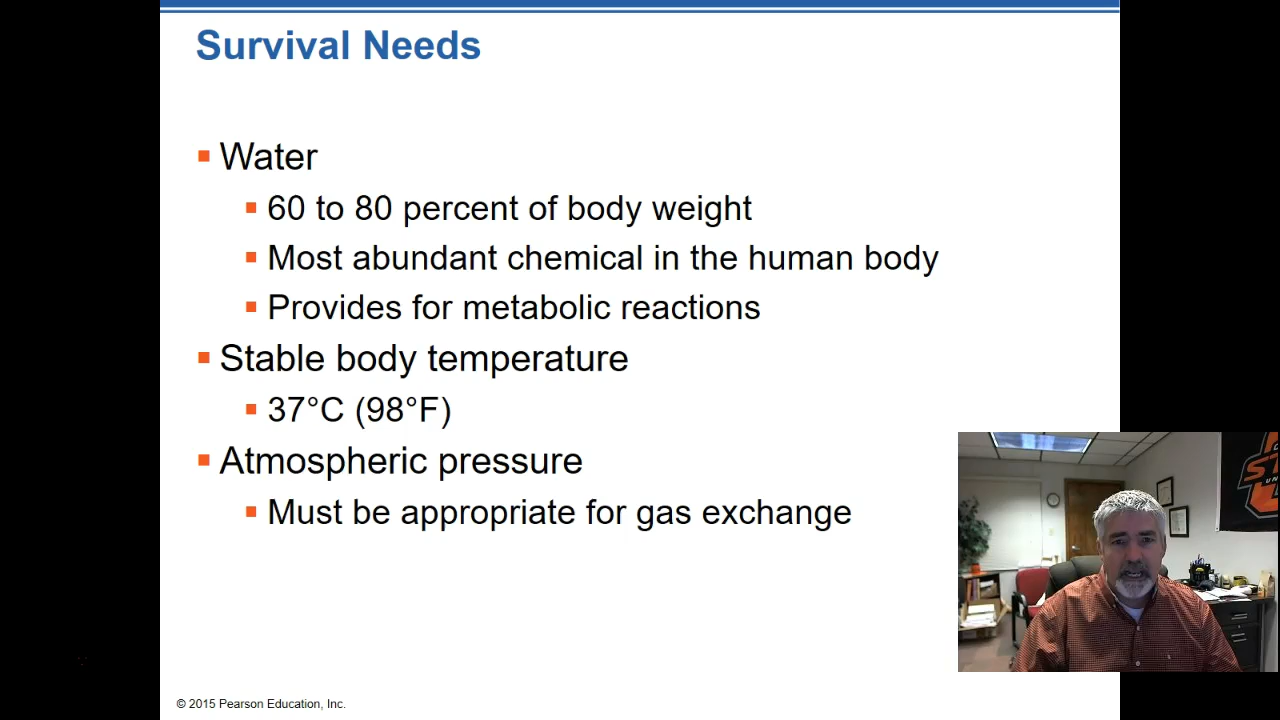 Survival Needs
Water
60 to 80 percent of body weight
Most abundant chemical in the human body
Provides for metabolic reactions
Stable body temperature
37°C (98°F)
Atmospheric pressure
Must be appropriate for gas exchange
© 2015 Pearson Education, Inc.